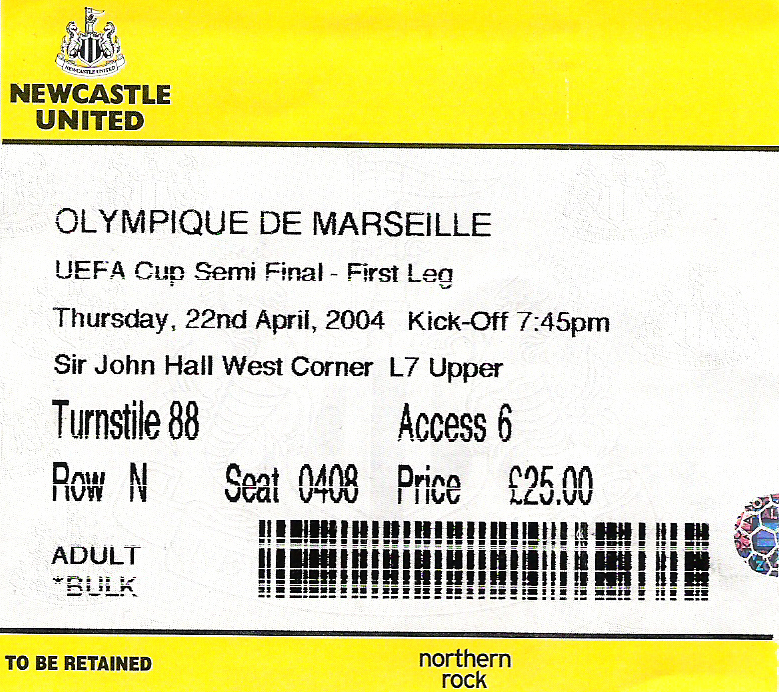 NEWCASTLE UNITED
NEWCASTLE
UNITED
OLYMPIQUE DE MARSEILLE
UEFA Cup Semi Final - First Leg
Thursday, 22nd April, 2004 Kick-Off 7:45pm
Sir John Hall West Corner L7 Upper
Turnstile 88 Access 6
Row N Seat 0408 Price £25.00
ADULT
*BULK
TO BE RETAINED
northern
rock